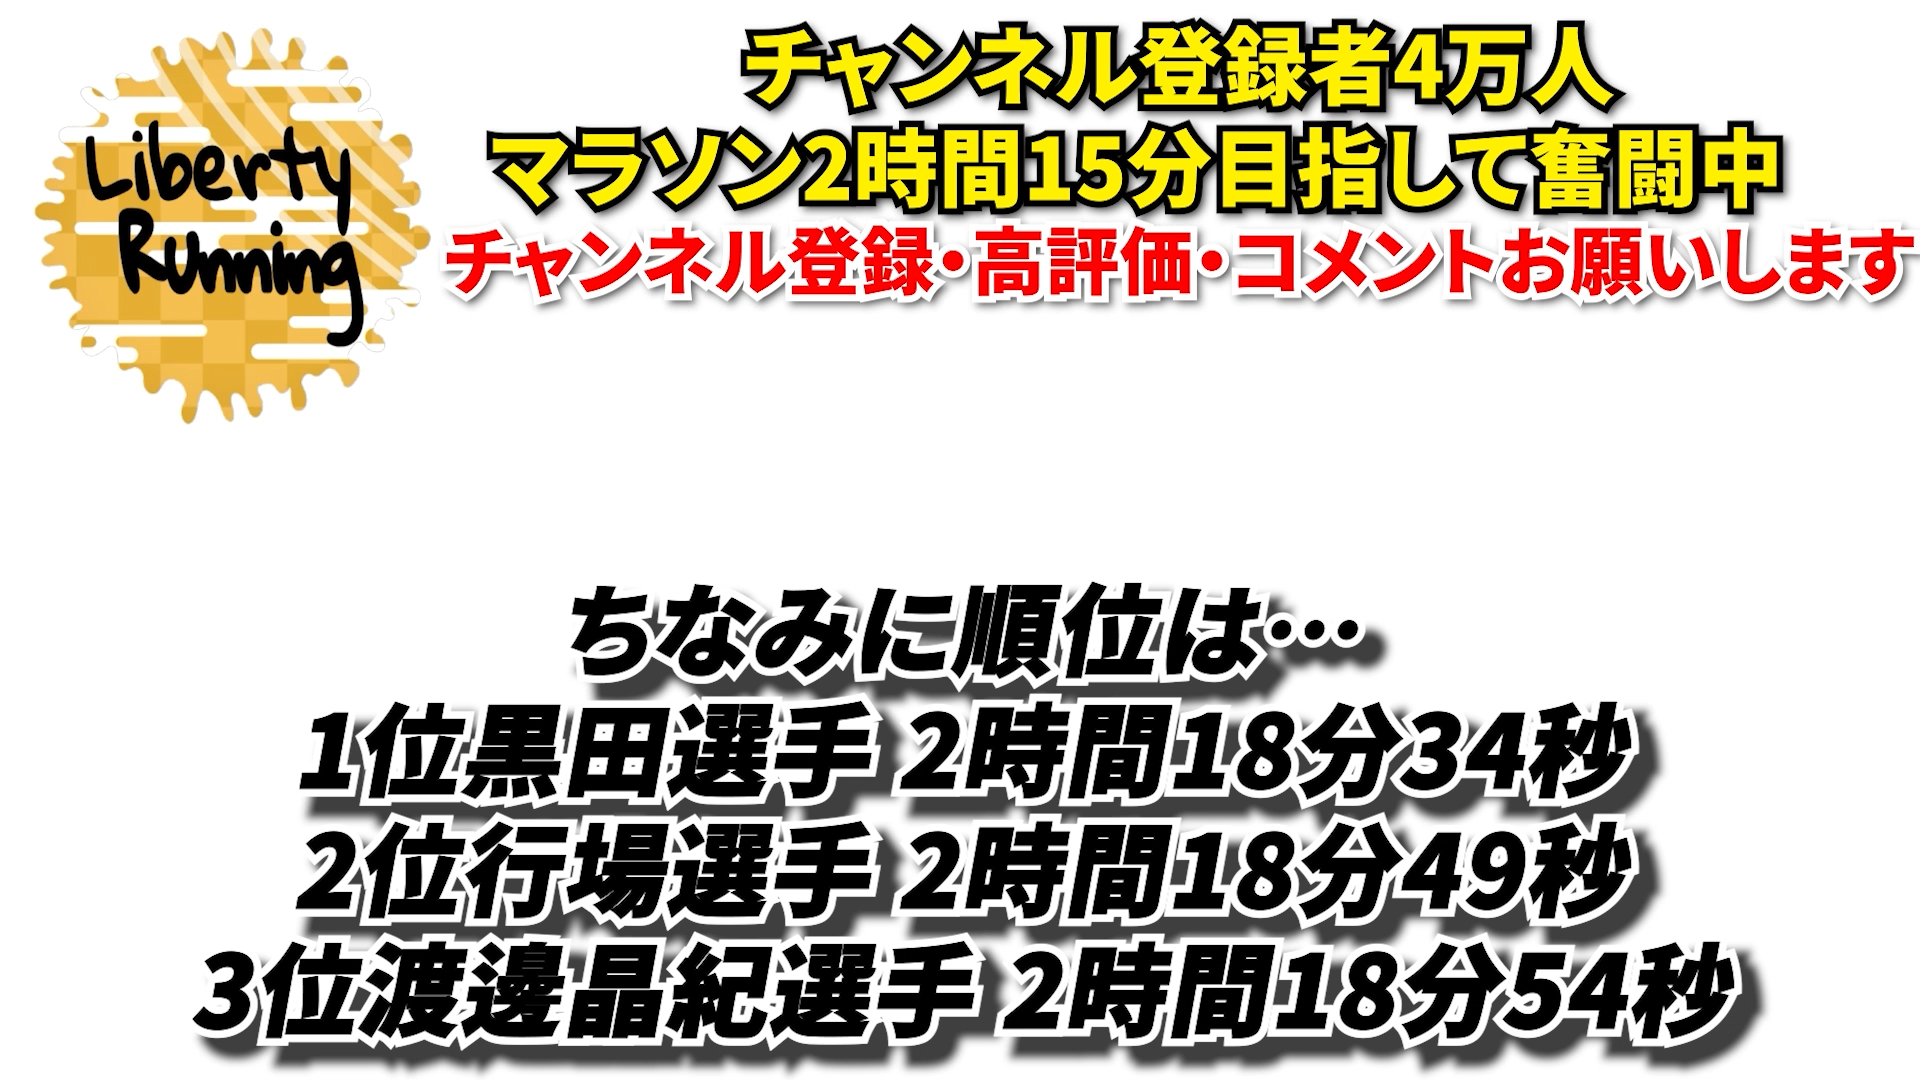 Liberty
Running
チャンネル登録者4万人
マラソン2時間15分目指して奮闘中
チャンネル登録・高評価・コメントお願いします
ちなみに順位は…
1位黒田選手 2時間18分34秒
2位行場選手 2時間18分49秒
3位渡邊晶紀選手 2時間18分54秒